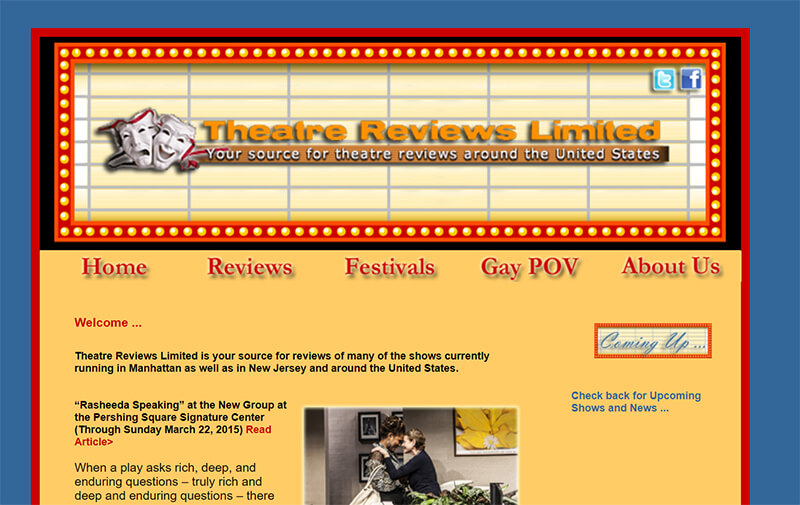 Theatre Reviews Limited
Your source for theatre reviews around the United States
Home Reviews Festivals Gay POV About Us
Welcome ...
Theatre Reviews Limited is your source for reviews of many of the shows currently
running in Manhattan as well as in New Jersey and around the United States.
“Rasheeda Speaking” at the New Group at
the Pershing Square Signature Center
(Through Sunday March 22, 2015) Read
Article>
When a play asks rich, deep, and
enduring questions – truly rich and
deep and enduring questions – there
Coming Up ...
Check back for Upcoming
Shows and News ...